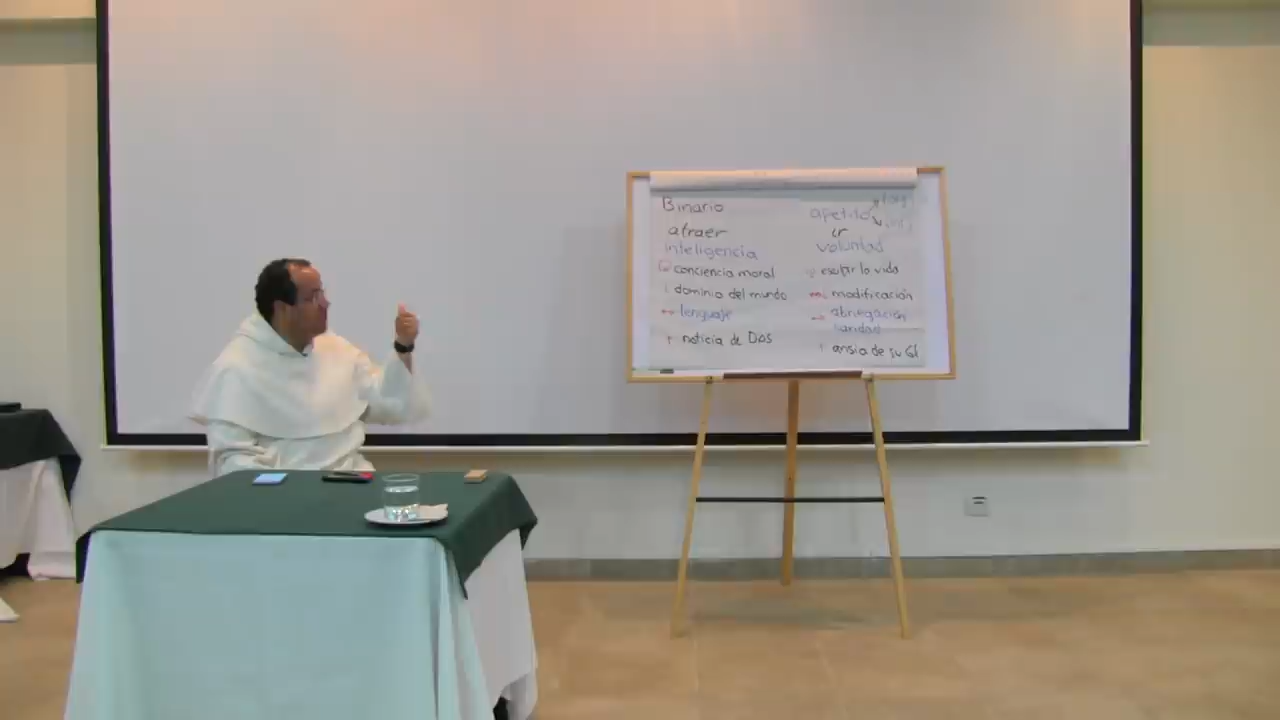 Binario
atraer
inteligencia
conciencia moral
dominio del mundo
lenguaje
noticia de DiOS
apetito
ir
voluntad
la vida
modificación
abnegación
caridad
ansia de su Gl